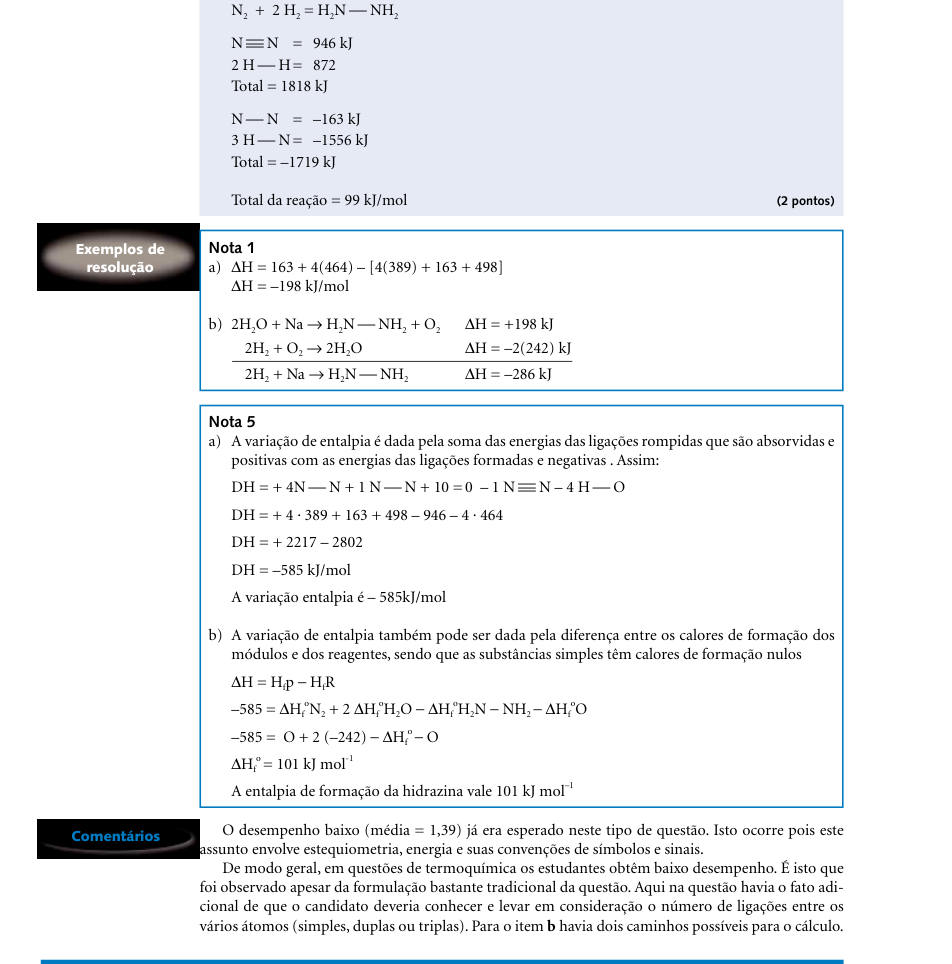 N₂ + 2 H₂ = H₂N — NH₂
N≡N = 946 kJ
2 H — H = 872
Total = 1818 kJ
N — N = –163 kJ
3 H — N = –1556 kJ
Total = –1719 kJ
Total da reação = 99 kJ/mol (2 pontos)
Exemplos de
resolução
Nota 1
a) ΔH = 163 + 4(464) – [4(389) + 163 + 498]
ΔH = –198 kJ/mol
b) 2H₂O + Na → H₂N — NH₂ + O₂ ΔH = +198 kJ
2H₂ + O₂ → 2H₂O ΔH = –2(242) kJ
2H₂ + Na → H₂N — NH₂ ΔH = –286 kJ
Nota 5
a) A variação de entalpia é dada pela soma das energias das ligações rompidas que são absorvidas e
positivas com as energias das ligações formadas e negativas . Assim:
DH = + 4N — N + 1 N — N + 10 = 0 – 1 N≡N – 4 H — O
DH = + 4 · 389 + 163 + 498 – 946 – 4 · 464
DH = + 2217 – 2802
DH = –585 kJ/mol
A variação entalpia é – 585kJ/mol
b) A variação de entalpia também pode ser dada pela diferença entre os calores de formação dos
módulos e dos reagentes, sendo que as substâncias simples têm calores de formação nulos
ΔH = H_fp – H_fR
–585 = ΔH_f°N₂ + 2 ΔH_f°H₂O – ΔH_f°H₂N – NH₂ – ΔH_f°O
–585 = O + 2 (–242) – ΔH_f° – O
ΔH_f° = 101 kJ mol⁻¹
A entalpia de formação da hidrazina vale 101 kJ mol⁻¹
Comentários
O desempenho baixo (média = 1,39) já era esperado neste tipo de questão. Isto ocorre pois este
assunto envolve estequiometria, energia e suas convenções de símbolos e sinais.
De modo geral, em questões de termoquímica os estudantes obtêm baixo desempenho. É isto que
foi observado apesar da formulação bastante tradicional da questão. Aqui na questão havia o fato adi-
cional de que o candidato deveria conhecer e levar em consideração o número de ligações entre os
vários átomos (simples, duplas ou triplas). Para o item b havia dois caminhos possíveis para o cálculo.